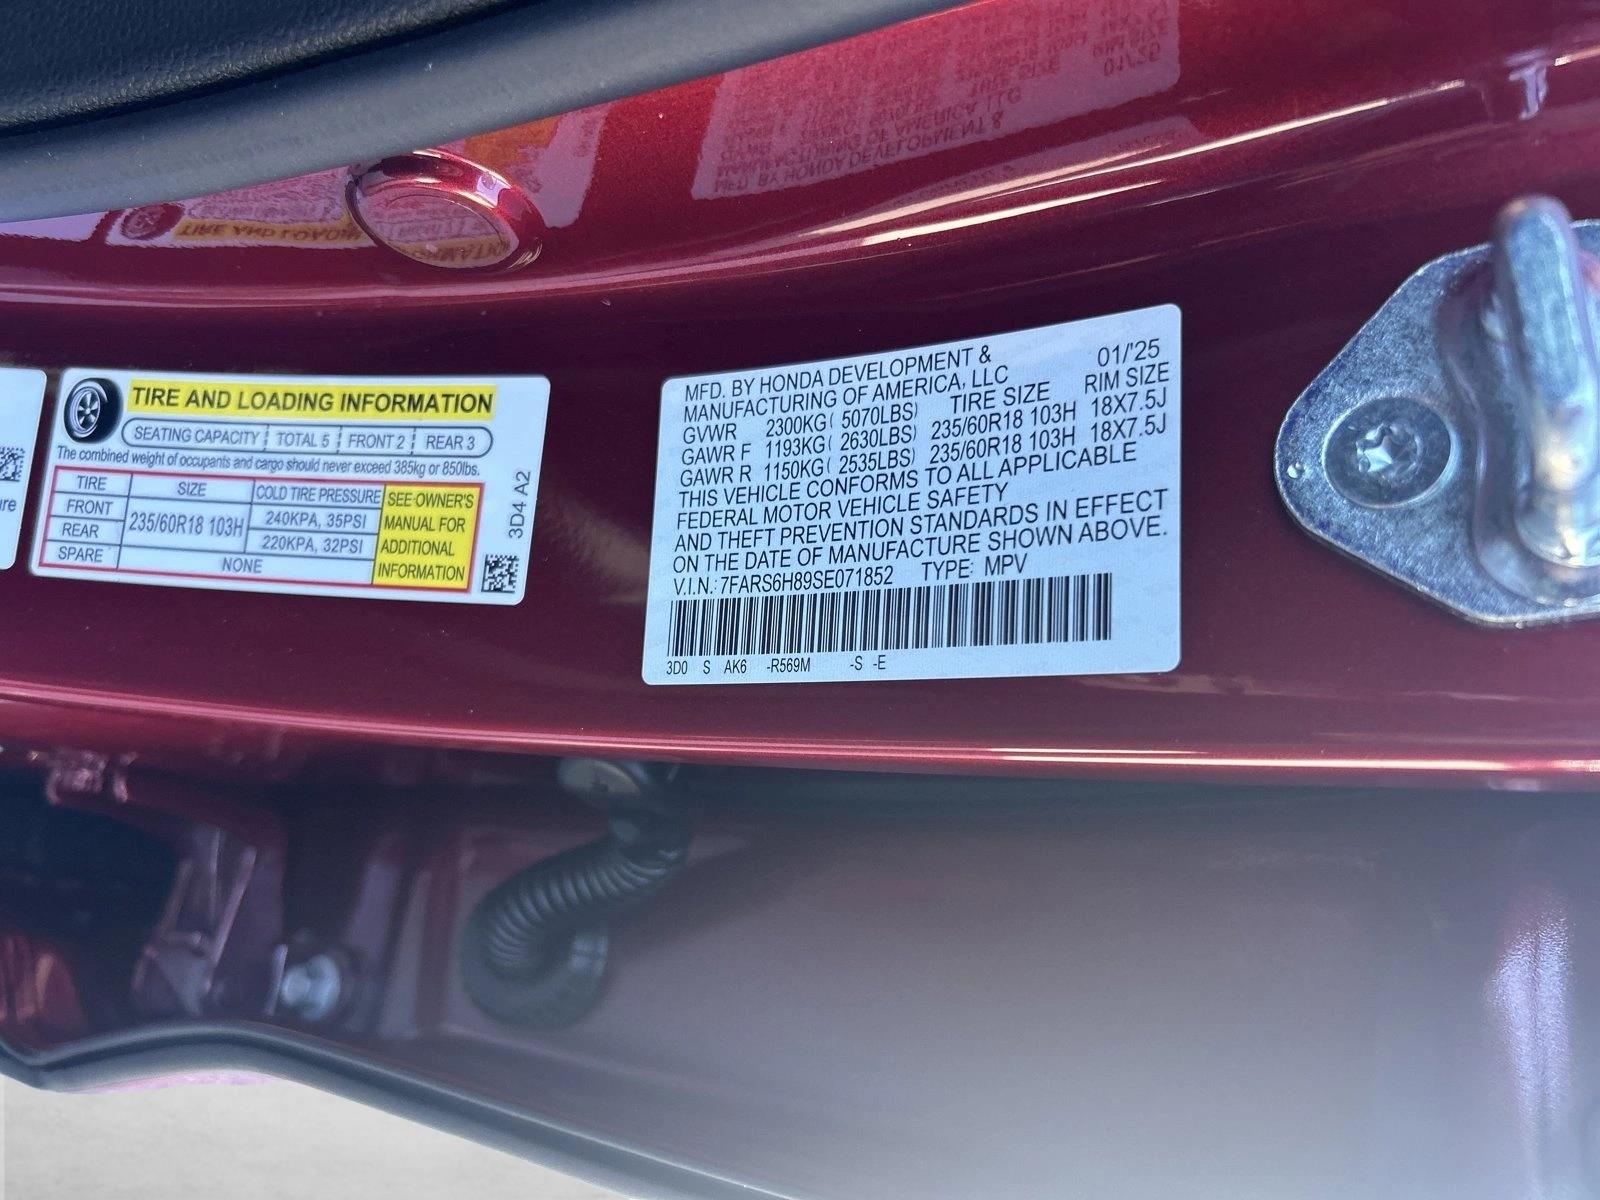 TIRE AND LOADING INFORMATION
SEATING CAPACITY TOTAL 5 FRONT 2 REAR 3
The combined weight of occupants and cargo should never exceed 385kg or 850lbs.
TIRE SIZE COLD TIRE PRESSURE
FRONT 235/60R18 103H 240KPA, 35PSI
REAR 220KPA, 32PSI
SPARE NONE
SEE OWNER'S
MANUAL FOR
ADDITIONAL
INFORMATION
3D4 A2
MFD. BY HONDA DEVELOPMENT & 01/'25
MANUFACTURING OF AMERICA, LLC RIM SIZE
GVWR 2300KG( 5070LBS) TIRE SIZE
GAWR F 1193KG( 2630LBS) 235/60R18 103H 18X7.5J
GAWR R 1150KG( 2535LBS) 235/60R18 103H 18X7.5J
THIS VEHICLE CONFORMS TO ALL APPLICABLE
FEDERAL MOTOR VEHICLE SAFETY
AND THEFT PREVENTION STANDARDS IN EFFECT
ON THE DATE OF MANUFACTURE SHOWN ABOVE.
V.I.N.: 7FARS6H89SE071852 TYPE: MPV
3D0 S AK6 -R569M -S -E